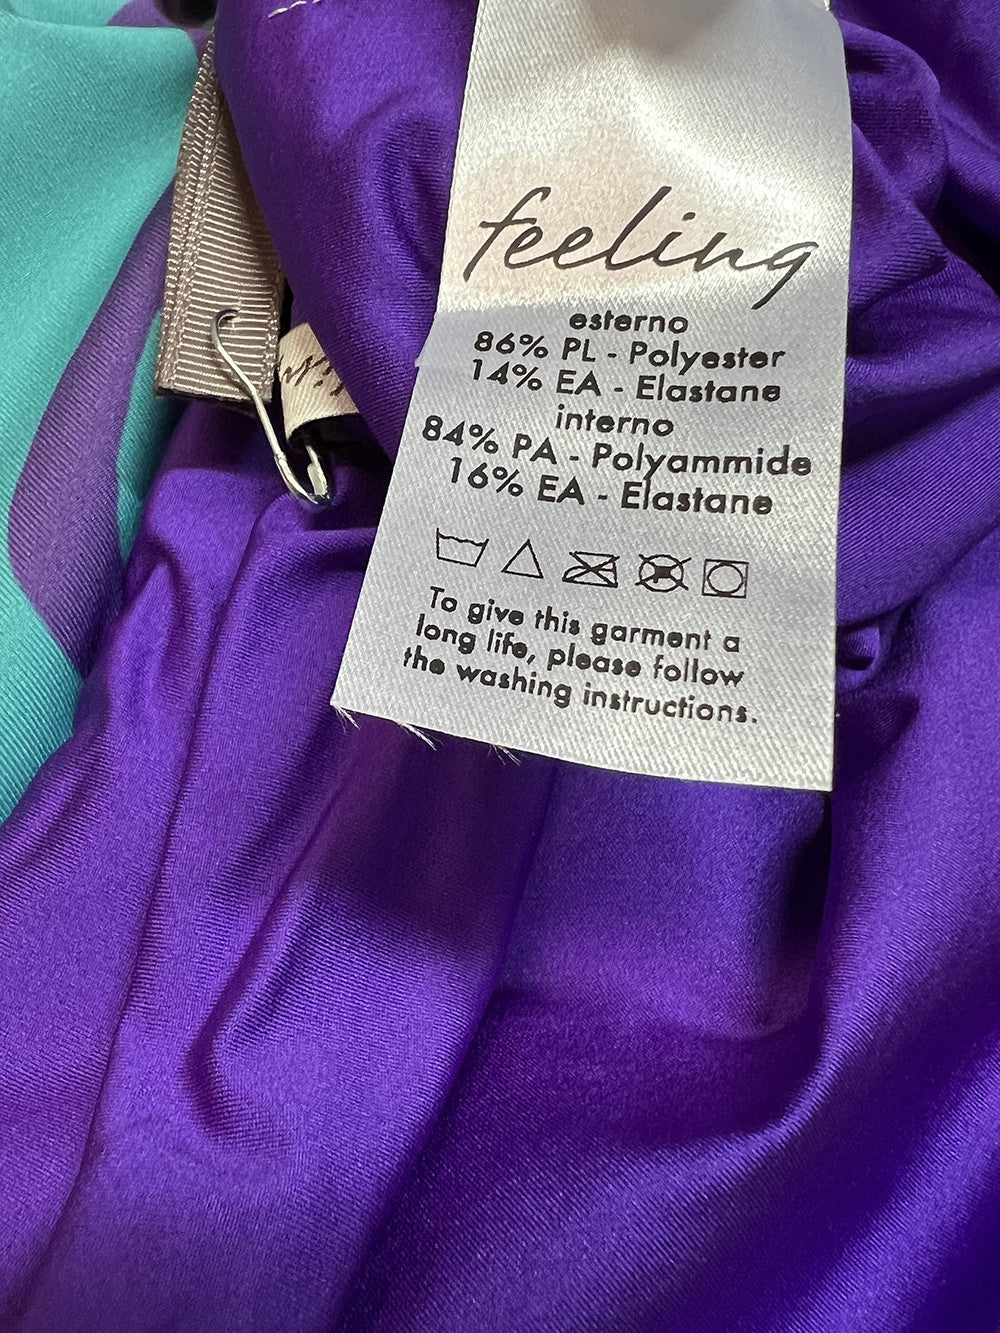 feeling
esterno
86% PL - Polyester
14% EA - Elastane
interno
84% PA - Polyammide
16% EA - Elastane
To give this garment a
long life, please follow
the washing instructions.